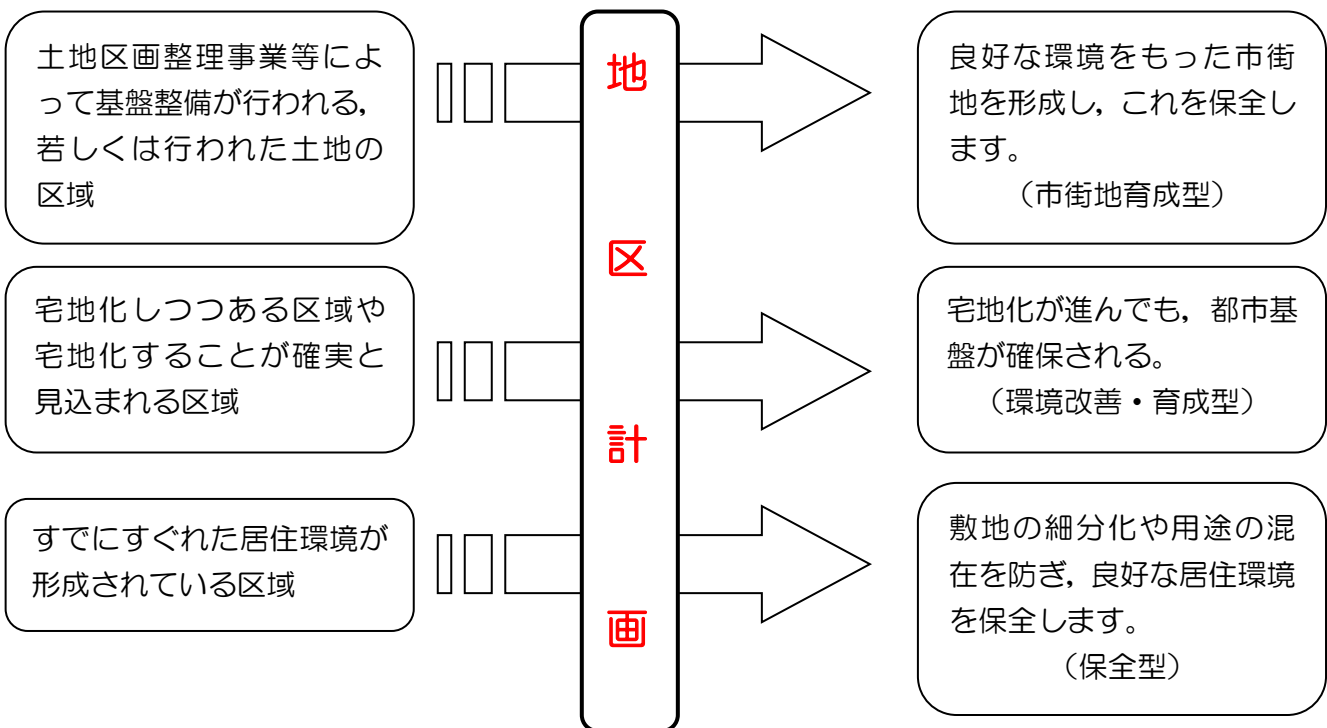 土地区画整理事業等によ
って基盤整備が行われる,
若しくは行われた土地の
区域
宅地化しつつある区域や
宅地化することが確実と
見込まれる区域
すでにすぐれた居住環境が
形成されている区域
地
区
計
画
良好な環境をもった市街
地を形成し, これを保全し
ます。
（市街地育成型）
宅地化が進んでも, 都市基
盤が確保される。
（環境改善・育成型）
敷地の細分化や用途の混
在を防ぎ, 良好な居住環境
を保全します。
（保全型）